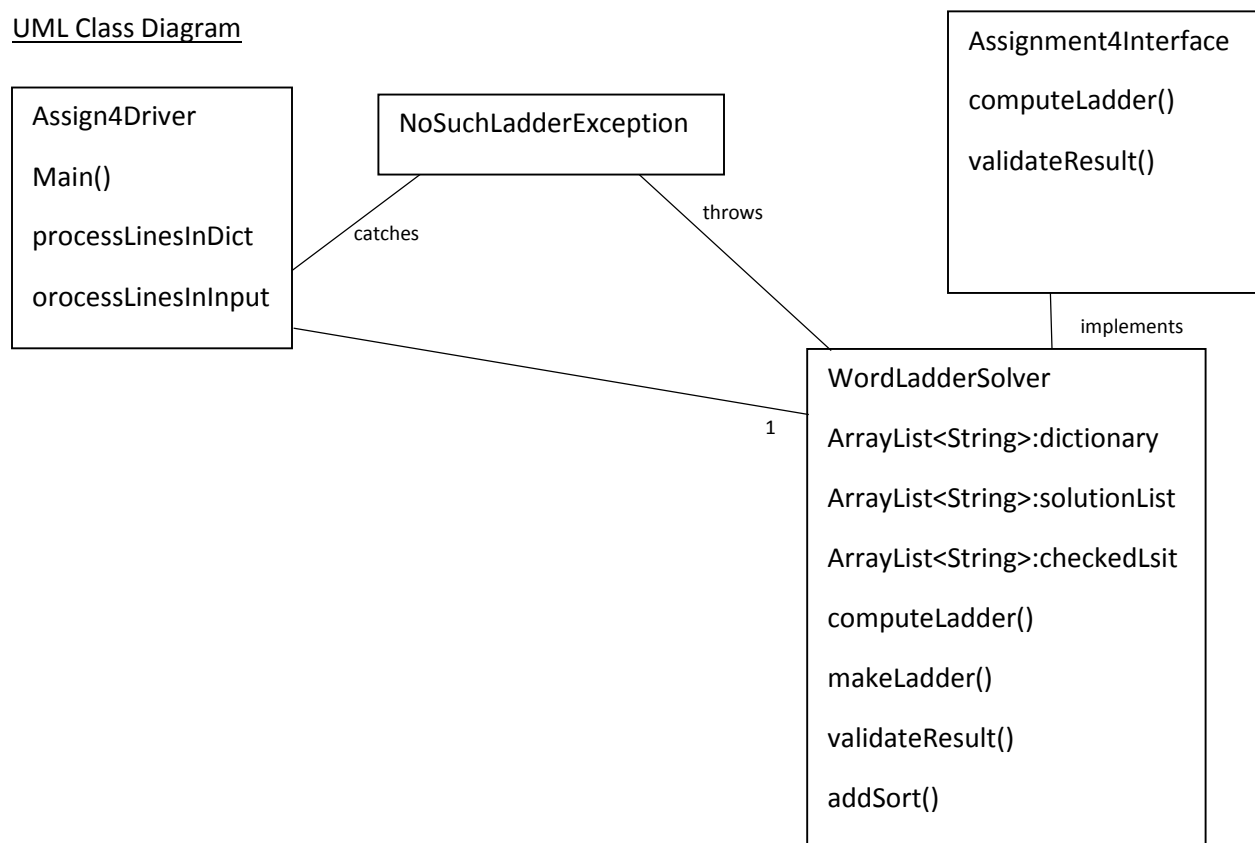 UML Class Diagram
Assign4Driver
Main()
processLinesInDict
orocessLinesInInput
NoSuchLadderException
Assignment4Interface
computeLadder()
validateResult()
catches
throws
implements
1
WordLadderSolver
ArrayList<String>:dictionary
ArrayList<String>:solutionList
ArrayList<String>:checkedLsit
computeLadder()
makeLadder()
validateResult()
addSort()